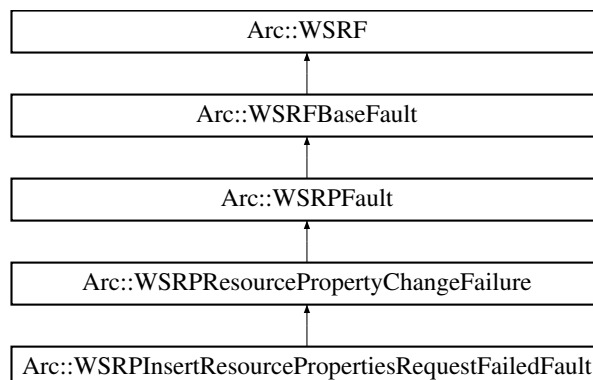 Arc::WSRF
Arc::WSRFBaseFault
Arc::WSRPFault
Arc::WSRPResourcePropertyChangeFailure
Arc::WSRPInsertResourcePropertiesRequestFailedFault